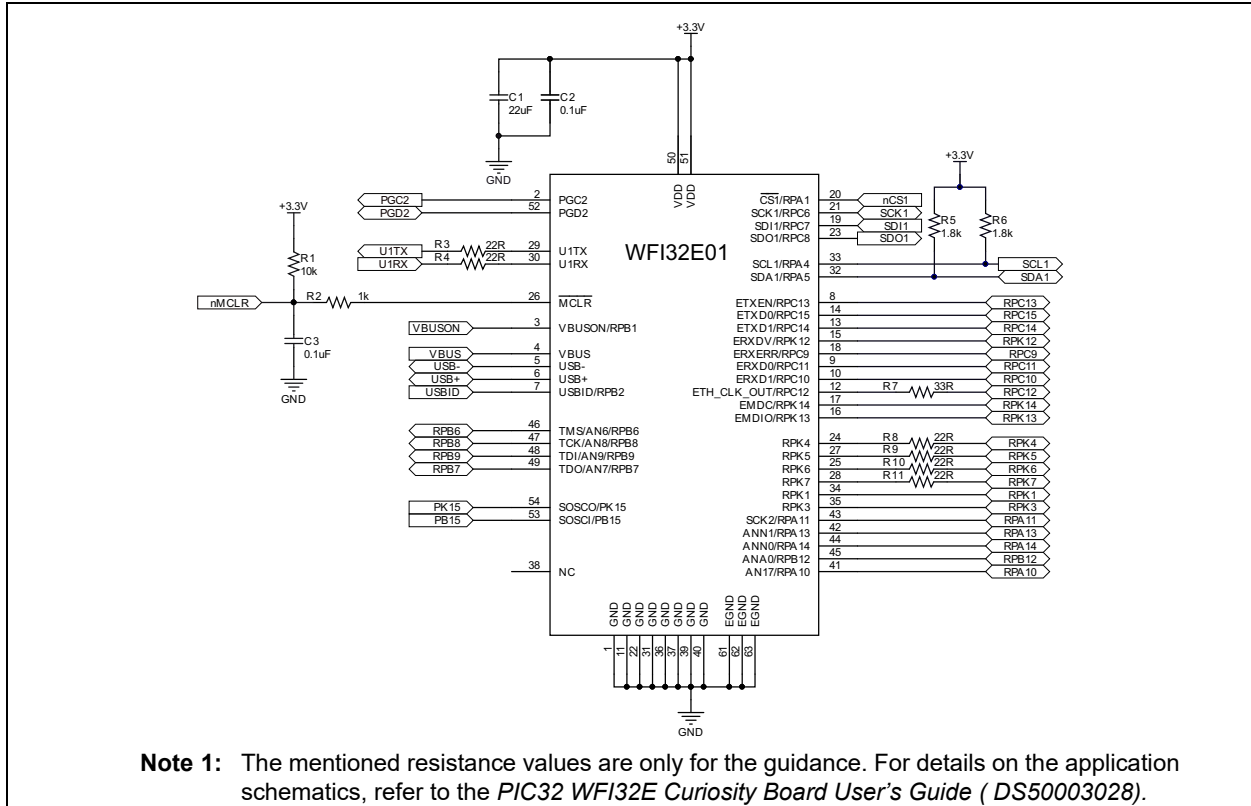 +3.3V
C1
22uF
C2
0.1uF
GND
50
51
VDD
VDD
WFI32E01
+3.3V
R1
10k
nMCLR
R2
1k
C3
0.1uF
GND
PGC2
2
PGC2
PGD2
52
PGD2
U1TX
R3
22R
29
U1TX
U1RX
R4
22R
30
U1RX
26
MCLR
VBUSON
3
VBUSON/RPB1
VBUS
4
VBUS
USB-
5
USB-
USB+
6
USB+
USBID
7
USBID/RPB2
RPB6
46
TMS/AN6/RPB6
RPB8
47
TCK/AN8/RPB8
RPB9
48
TDI/AN9/RPB9
RPB7
49
TDO/AN7/RPB7
PK15
54
SOSCO/PK15
PB15
53
SOSCI/PB15
38
NC
+3.3V
R5
1.8k
R6
1.8k
CS1/RPA1
20
nCS1
SCK1/RPC6
21
SCK1
SDI1/RPC7
19
SDI1
SDO1/RPC8
23
SDO1
SCL1/RPA4
33
SCL1
SDA1/RPA5
32
SDA1
ETXEN/RPC13
8
RPC13
ETXD0/RPC15
14
RPC15
ETXD1/RPC14
13
RPC14
ERXDV/RPK12
15
RPK12
ERXERR/RPC9
18
RPC9
ERXD0/RPC11
9
RPC11
ERXD1/RPC10
10
RPC10
ETH_CLK_OUT/RPC12
12
R7
33R
RPC12
EMDC/RPK14
17
RPK14
EMDIO/RPK13
16
RPK13
RPK4
24
R8
22R
RPK4
RPK5
27
R9
22R
RPK5
RPK6
25
R10
22R
RPK6
RPK7
28
R11
22R
RPK7
RPK1
34
RPK1
RPK3
35
RPK3
SCK2/RPA11
43
RPA11
ANN1/RPA13
42
RPA13
ANN0/RPA14
44
RPA14
ANA0/RPB12
45
RPB12
AN17/RPA10
41
RPA10
GND
GND
GND
GND
GND
GND
GND
GND
EGND
EGND
EGND
1
11
22
31
36
37
39
40
61
62
63
GND
Note 1: The mentioned resistance values are only for the guidance. For details on the application
schematics, refer to the PIC32 WFI32E Curiosity Board User's Guide ( DS50003028).